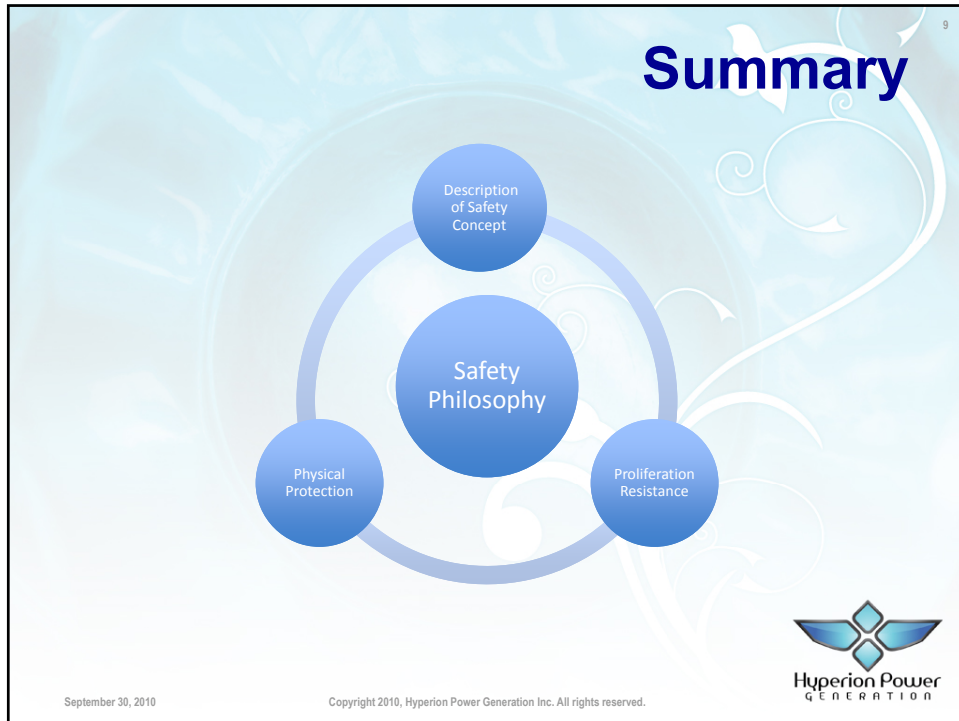 9
Summary
Description
of Safety
Concept
Safety
Philosophy
Physical
Protection
Proliferation
Resistance
Hyperion Power
GENERATION
September 30, 2010
Copyright 2010, Hyperion Power Generation Inc. All rights reserved.